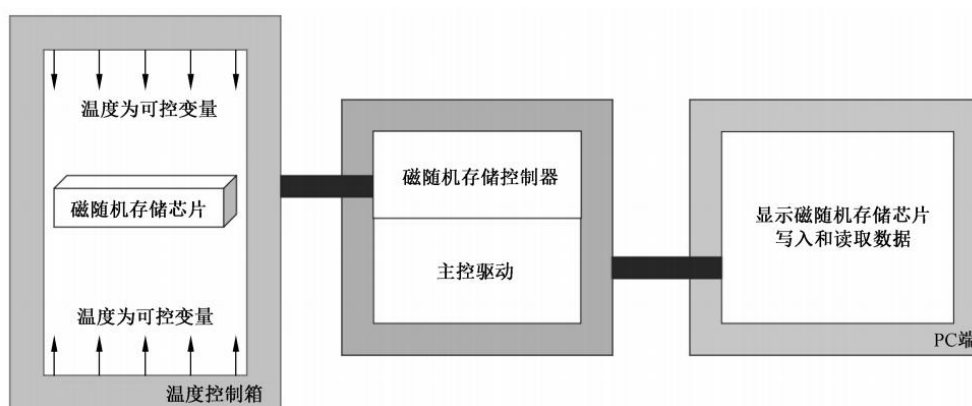 温度为可控变量
磁随机存储芯片
温度为可控变量
温度控制箱
磁随机存储控制器
主控驱动
显示磁随机存储芯片
写入和读取数据
PC端